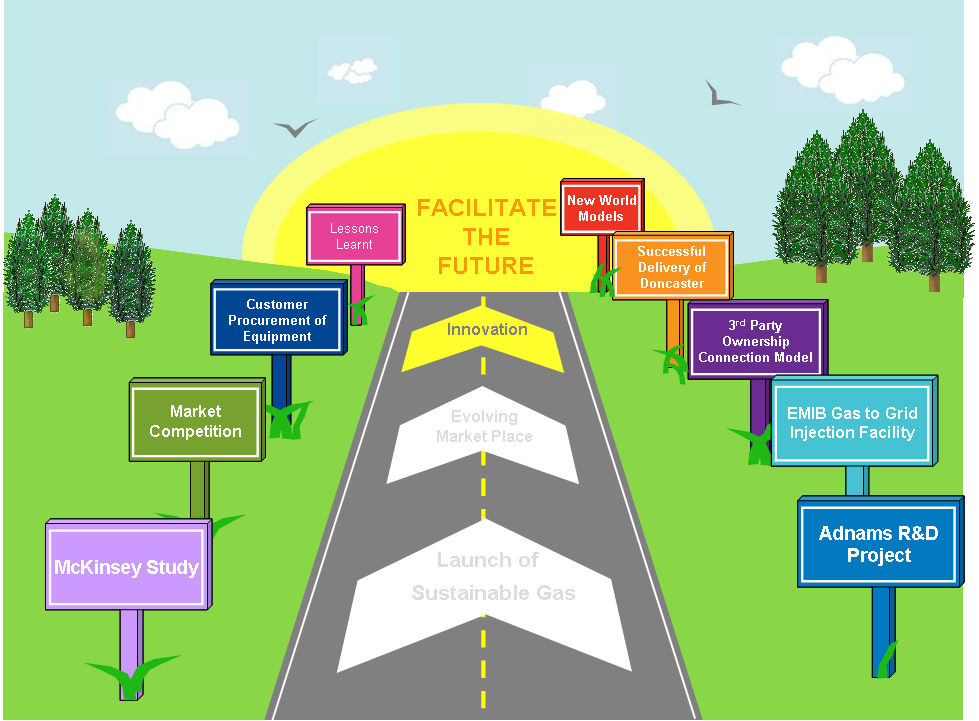 FACILITATE
THE
FUTURE
New World
Models
Lessons
Learnt
Successful
Delivery of
Doncaster
Customer
Procurement of
Equipment
Innovation
3rd Party
Ownership
Connection Model
Market
Competition
Evolving
Market Place
EMIB Gas to Grid
Injection Facility
McKinsey Study
Launch of
Sustainable Gas
Adnams R&D
Project